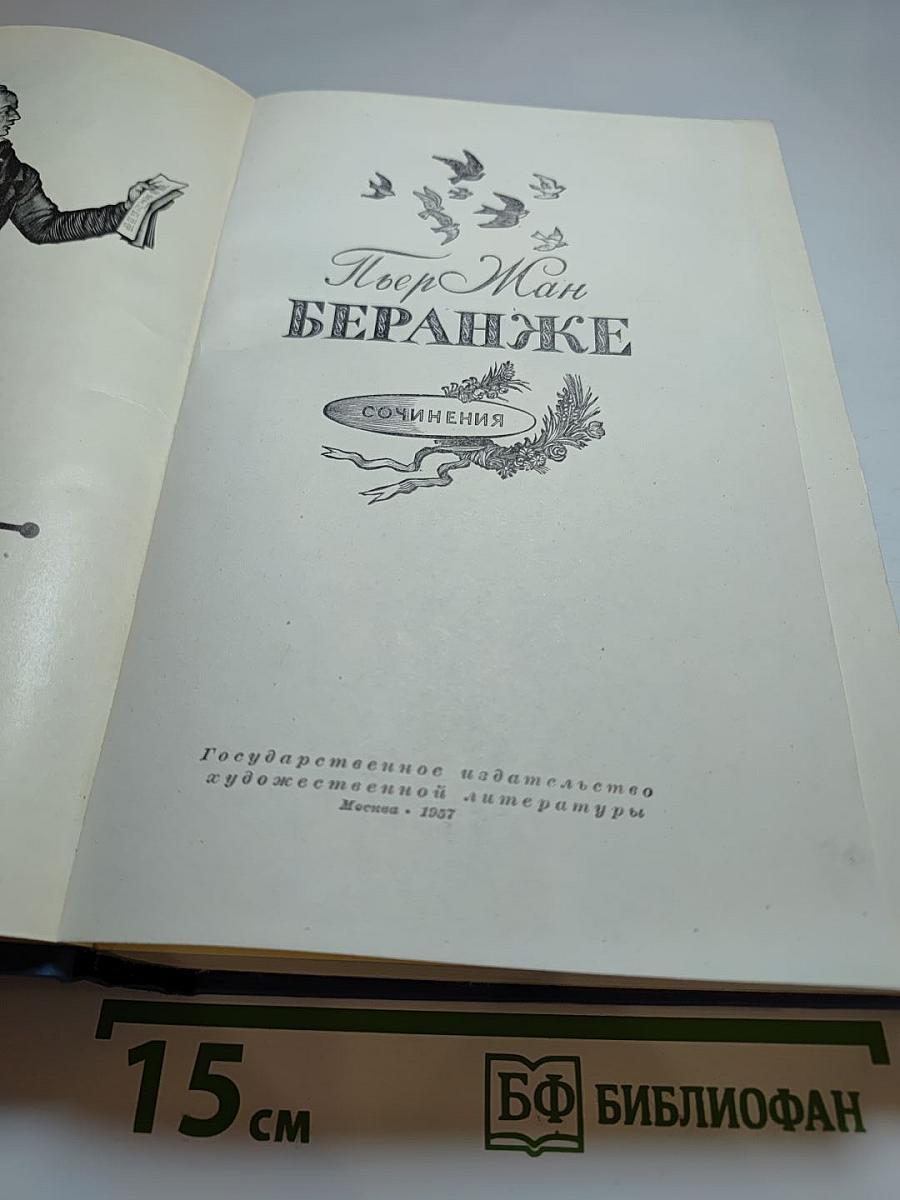 Пьер Жан
БЕРАНЖЕ
СОЧИНЕНИЯ
Государственное издательство
художественной литературы
Москва • 1957
15 см
БФ БИБЛИОФАН